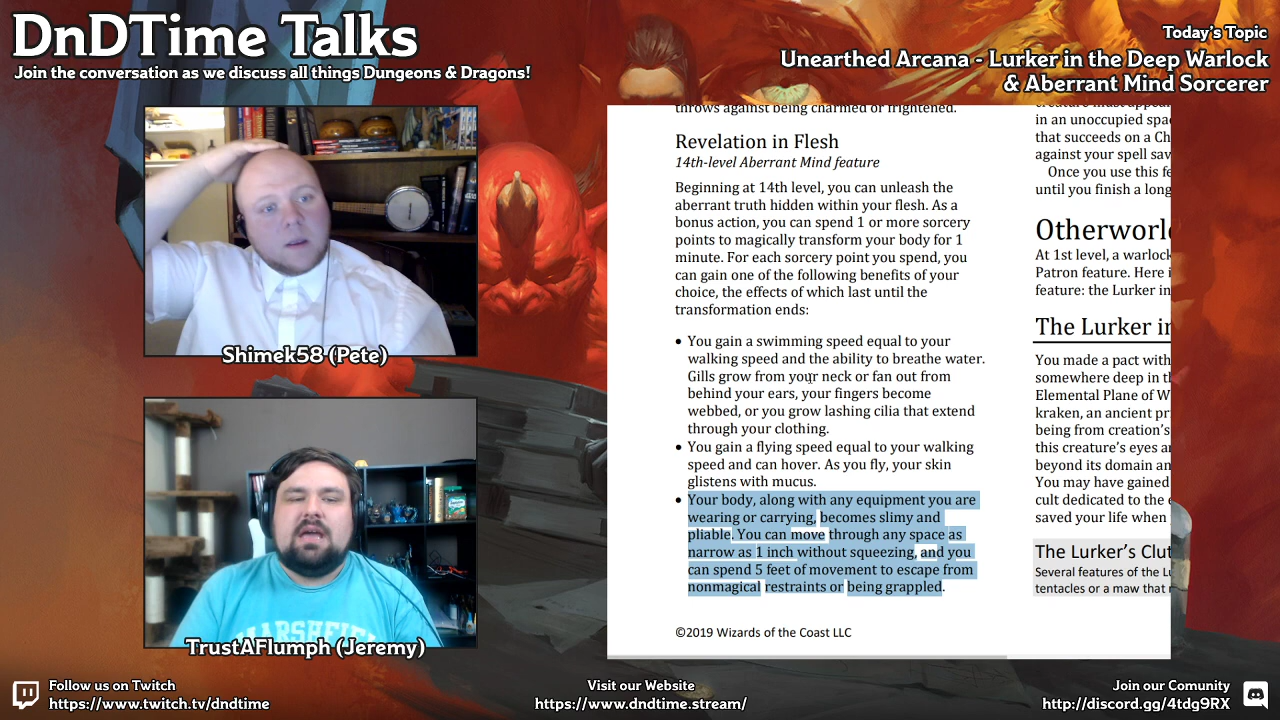 DnDTime Talks
Join the conversation as we discuss all things Dungeons & Dragons!
Today's Topic
Unearthed Arcana - Lurker in the Deep Warlock
& Aberrant Mind Sorcerer
Shimek58 (Pete)
TrustAFlumph (Jeremy)
throws against being charmed or frightened.
Revelation in Flesh
14th-level Aberrant Mind feature
Beginning at 14th level, you can unleash the
aberrant truth hidden within your flesh. As a
bonus action, you can spend 1 or more sorcery
points to magically transform your body for 1
minute. For each sorcery point you spend, you
can gain one of the following benefits of your
choice, the effects of which last until the
transformation ends:
• You gain a swimming speed equal to your
walking speed and the ability to breathe water.
Gills grow from your neck or fan out from
behind your ears, your fingers become
webbed, or you grow lashing cilia that extend
through your clothing.
• You gain a flying speed equal to your walking
speed and can hover. As you fly, your skin
glistens with mucus.
• Your body, along with any equipment you are
wearing or carrying, becomes slimy and
pliable. You can move through any space as
narrow as 1 inch without squeezing, and you
can spend 5 feet of movement to escape from
nonmagical restraints or being grappled.
©2019 Wizards of the Coast LLC
in an unoccupied spa
that succeeds on a Ch
against your spell sav
Once you use this fe
until you finish a long
Otherworl
At 1st level, a warlock
Patron feature. Here i
feature: the Lurker in
The Lurker in
You made a pact with
somewhere deep in th
Elemental Plane of W
kraken, an ancient pr
being from creation's
this creature's eyes a
beyond its domain an
You may have gained
cult dedicated to the
saved your life when
The Lurker's Clut
Several features of the Lu
tentacles or a maw that
Follow us on Twitch
https://www.twitch.tv/dndtime
Visit our Website
https://www.dndtime.stream/
Join our Comunity
http://discord.gg/4tdg9RX